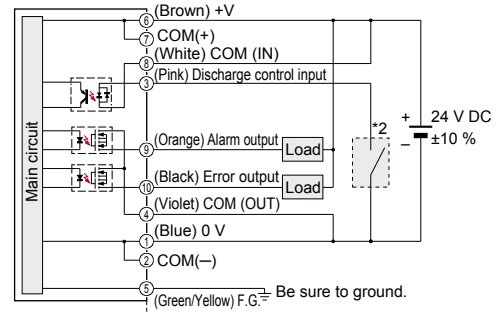 (Brown) +V
6
COM(+)
7
(White) COM (IN)
8
(Pink) Discharge control input
3
*2
+
24 V DC
–
±10 %
Main circuit
(Orange) Alarm output
9
Load
(Black) Error output
10
Load
(Violet) COM (OUT)
4
(Blue) 0 V
1
COM(–)
2
5
(Green/Yellow) F.G.
Be sure to ground.